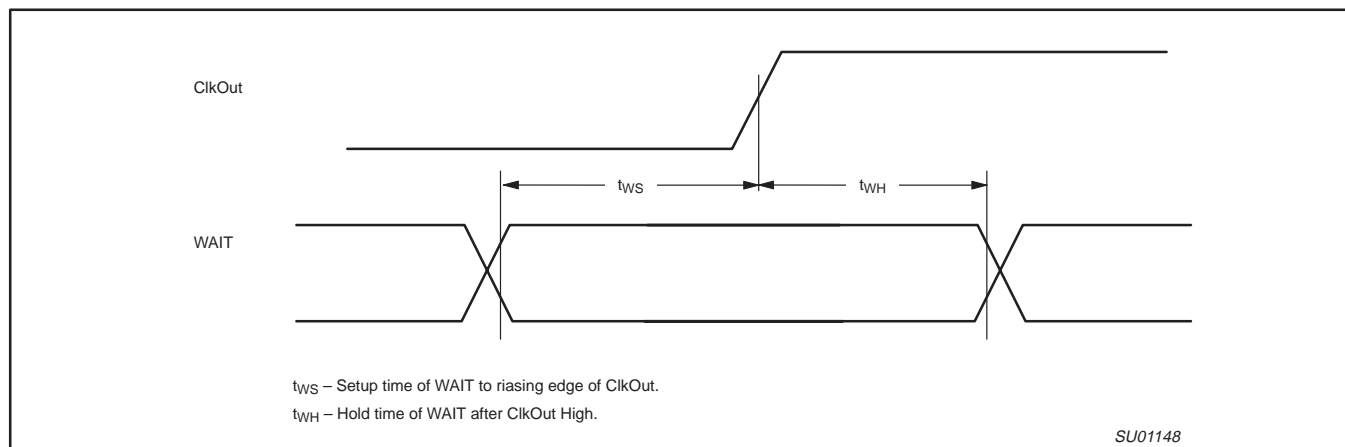 ClkOut
tWS
tWH
WAIT
tWS – Setup time of WAIT to riasing edge of ClkOut.
tWH – Hold time of WAIT after ClkOut High.
SU01148